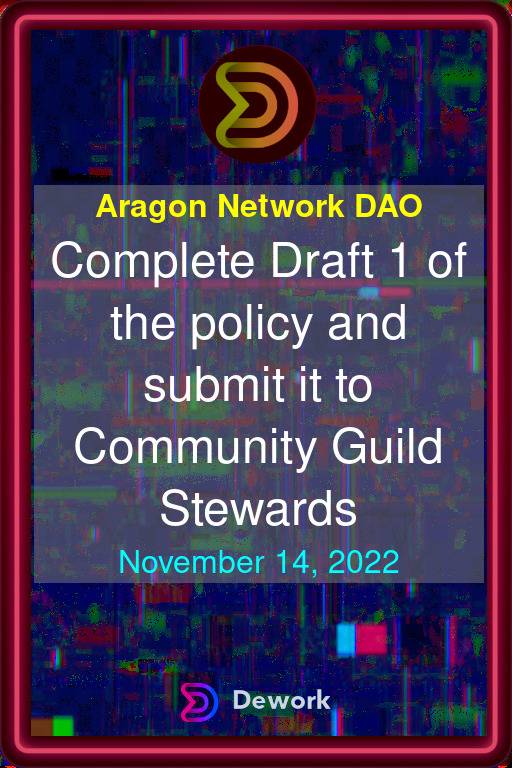 Aragon Network DAO
Complete Draft 1 of
the policy and
submit it to
Community Guild
Stewards
November 14, 2022
Dework